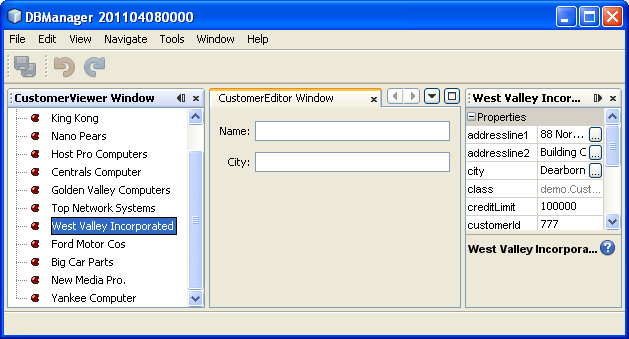 DBManager 201104080000
File Edit View Navigate Tools Window Help
CustomerViewer Window
King Kong
Nano Pears
Host Pro Computers
Centrals Computer
Golden Valley Computers
Top Network Systems
West Valley Incorporated
Ford Motor Cos
Big Car Parts
New Media Pro.
Yankee Computer
CustomerEditor Window
Name:
City:
West Valley Incor...
Properties
addressline1 88 Nor... ...
addressline2 Building C ...
city Dearborn ...
class demo.Cust...
creditLimit 100000
customerId 777
West Valley Incorpora... ?